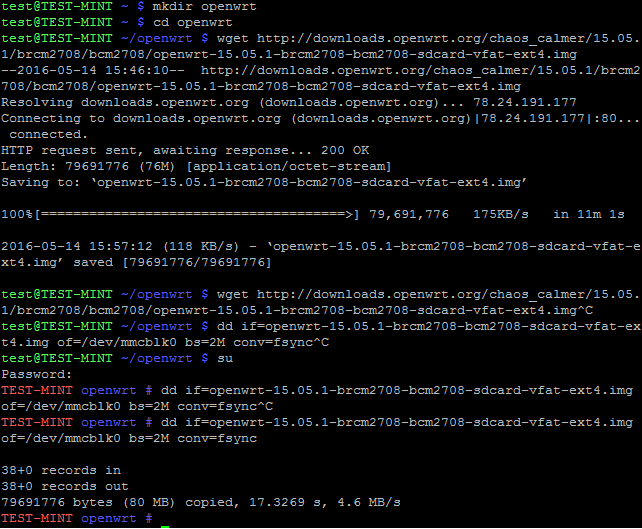 test@TEST-MINT ~ $ mkdir openwrt
test@TEST-MINT ~ $ cd openwrt
test@TEST-MINT ~/openwrt $ wget http://downloads.openwrt.org/chaos_calmer/15.05.
1/brcm2708/bcm2708/openwrt-15.05.1-brcm2708-bcm2708-sdcard-vfat-ext4.img
--2016-05-14 15:46:10--  http://downloads.openwrt.org/chaos_calmer/15.05.1/brcm2
708/bcm2708/openwrt-15.05.1-brcm2708-bcm2708-sdcard-vfat-ext4.img
Resolving downloads.openwrt.org (downloads.openwrt.org)... 78.24.191.177
Connecting to downloads.openwrt.org (downloads.openwrt.org)|78.24.191.177|:80...
 connected.
HTTP request sent, awaiting response... 200 OK
Length: 79691776 (76M) [application/octet-stream]
Saving to: ‘openwrt-15.05.1-brcm2708-bcm2708-sdcard-vfat-ext4.img’
100%[======================================>] 79,691,776   175KB/s   in 11m 1s
2016-05-14 15:57:12 (118 KB/s) - ‘openwrt-15.05.1-brcm2708-bcm2708-sdcard-vfat-e
xt4.img’ saved [79691776/79691776]
test@TEST-MINT ~/openwrt $ wget http://downloads.openwrt.org/chaos_calmer/15.05.
1/brcm2708/bcm2708/openwrt-15.05.1-brcm2708-bcm2708-sdcard-vfat-ext4.img^C
test@TEST-MINT ~/openwrt $ dd if=openwrt-15.05.1-brcm2708-bcm2708-sdcard-vfat-ex
t4.img of=/dev/mmcblk0 bs=2M conv=fsync^C
test@TEST-MINT ~/openwrt $ su
Password:
TEST-MINT openwrt # dd if=openwrt-15.05.1-brcm2708-bcm2708-sdcard-vfat-ext4.img
of=/dev/mmcblk0 bs=2M conv=fsync^C
TEST-MINT openwrt # dd if=openwrt-15.05.1-brcm2708-bcm2708-sdcard-vfat-ext4.img
of=/dev/mmcblk0 bs=2M conv=fsync
38+0 records in
38+0 records out
79691776 bytes (80 MB) copied, 17.3269 s, 4.6 MB/s
TEST-MINT openwrt #